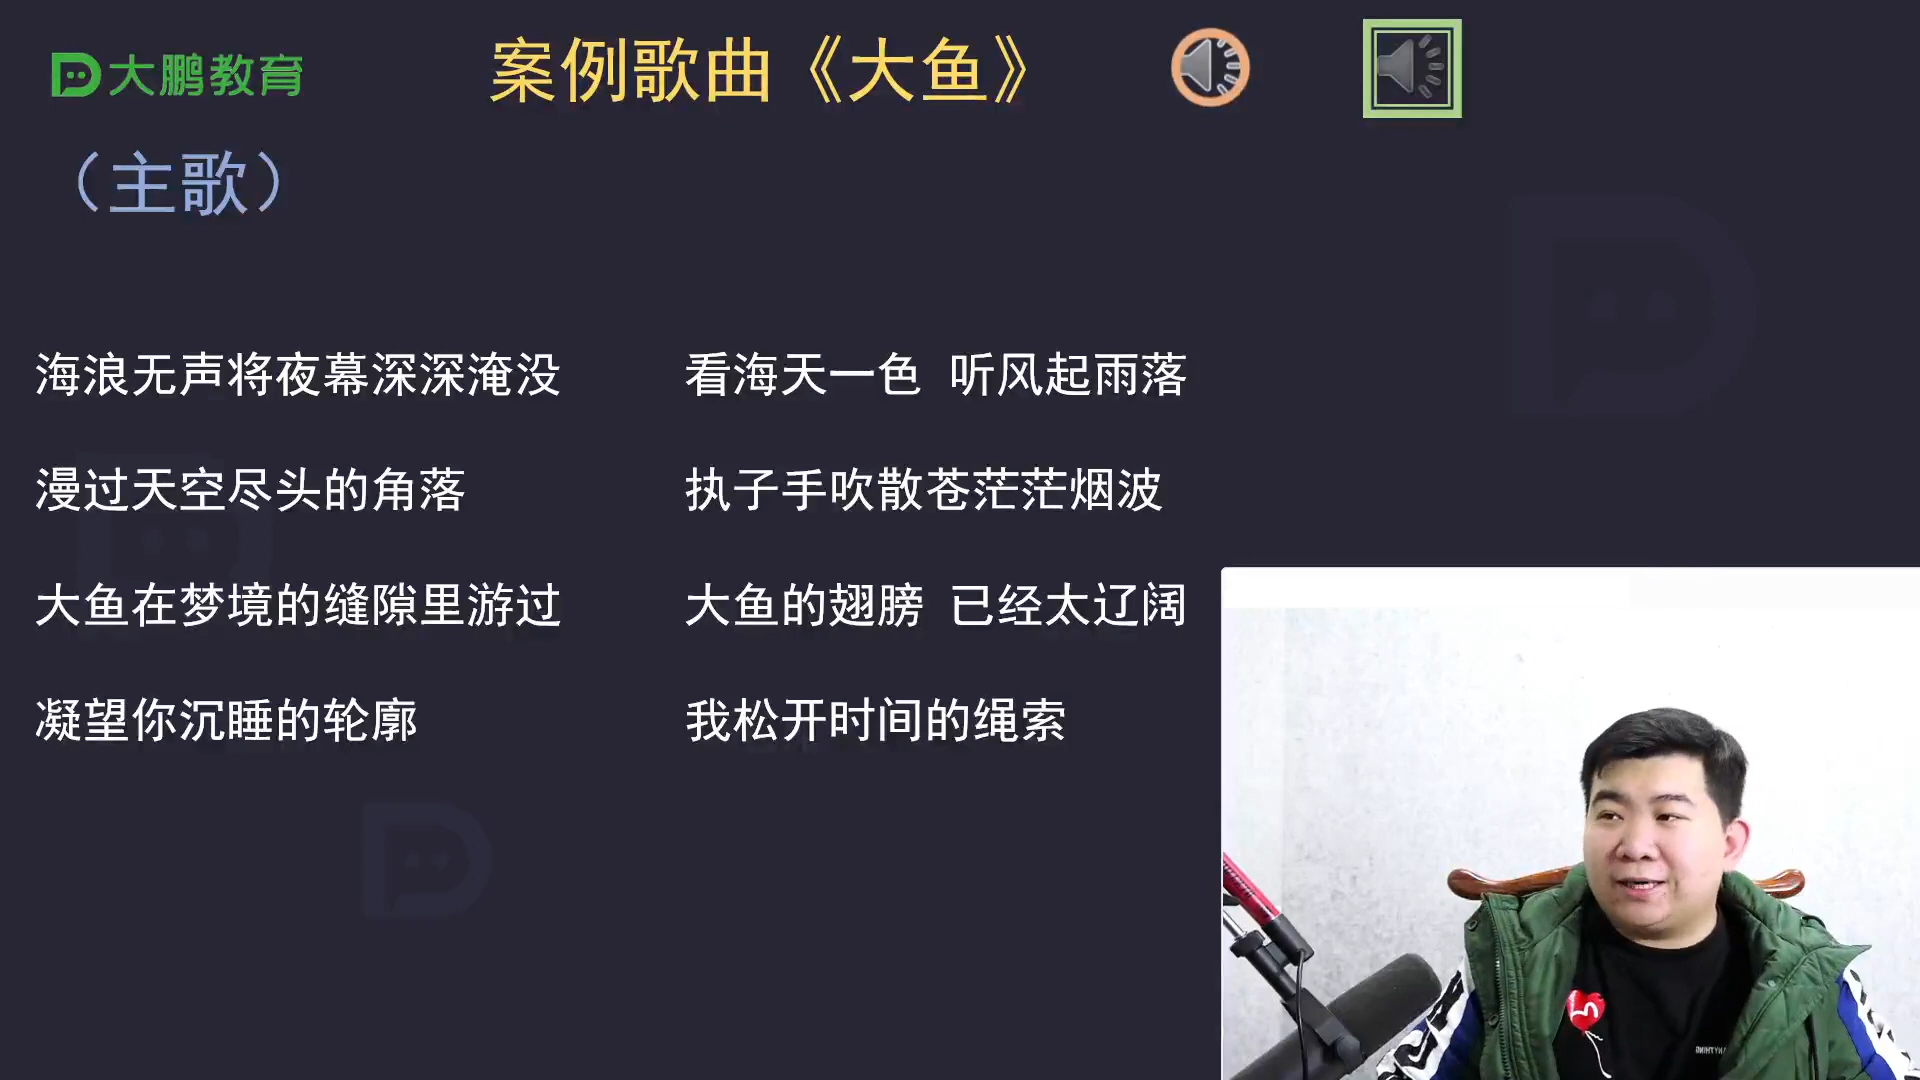 大鹏教育
案例歌曲《大鱼》
（主歌）
海浪无声将夜幕深深淹没
漫过天空尽头的角落
大鱼在梦境的缝隙里游过
凝望你沉睡的轮廓
看海天一色 听风起雨落
执子手吹散苍茫茫烟波
大鱼的翅膀 已经太辽阔
我松开时间的绳索